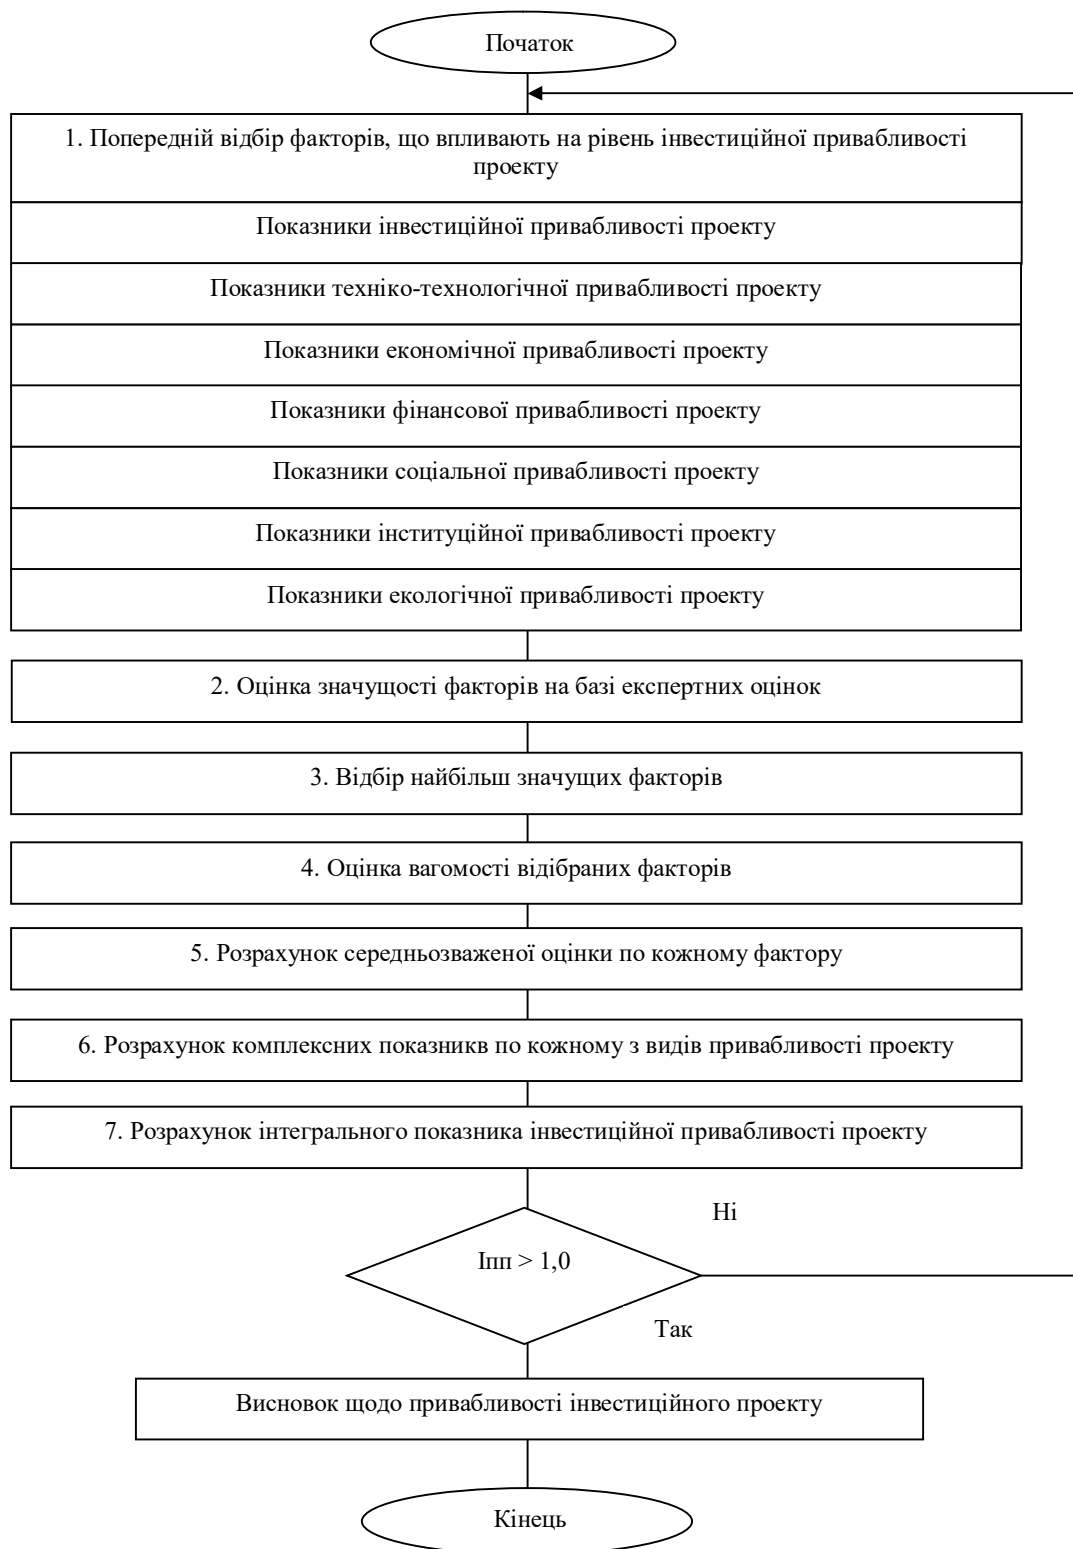 Початок
1. Попередній відбір факторів, що впливають на рівень інвестиційної привабливості
проекту
Показники інвестиційної привабливості проекту
Показники техніко-технологічної привабливості проекту
Показники економічної привабливості проекту
Показники фінансової привабливості проекту
Показники соціальної привабливості проекту
Показники інституційної привабливості проекту
Показники екологічної привабливості проекту
2. Оцінка значущості факторів на базі експертних оцінок
3. Відбір найбільш значущих факторів
4. Оцінка вагомості відібраних факторів
5. Розрахунок середньозваженої оцінки по кожному фактору
6. Розрахунок комплексних показникв по кожному з видів привабливості проекту
7. Розрахунок інтегрального показника інвестиційної привабливості проекту
Ні
Іпп > 1,0
Так
Висновок щодо привабливості інвестиційного проекту
Кінець